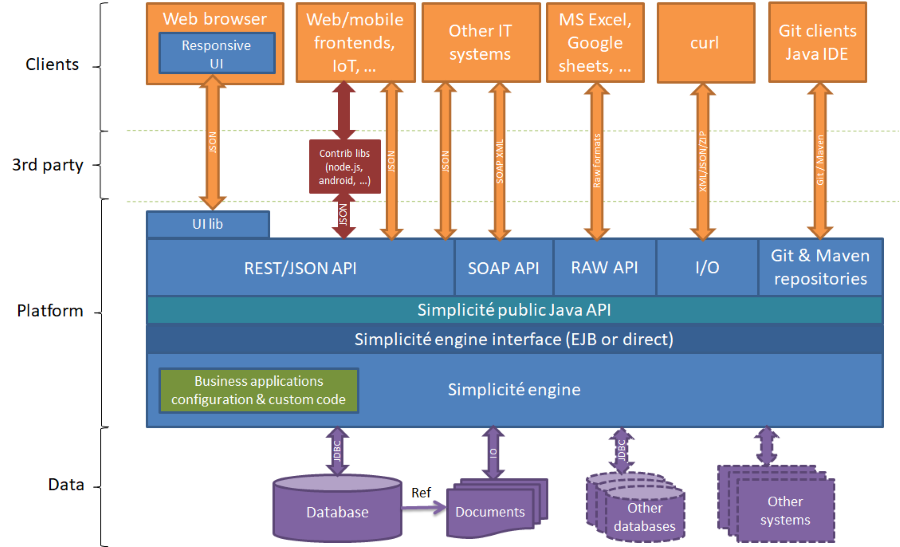 Clients
3rd party
Platform
Data
Web browser
Responsive
UI
Web/mobile
frontends,
IoT, ...
Other IT
systems
MS Excel,
Google
sheets, ...
curl
Git clients
Java IDE
JSON
Contrib libs
(node.js,
android, ...)
JSON
JSON
JSON
SOAP XML
Raw formats
XML/JSON/ZIP
Git / Maven
UI lib
REST/JSON API
SOAP API
RAW API
I/O
Git & Maven
repositories
Simplicité public Java API
Simplicité engine interface (EJB or direct)
Business applications
configuration & custom code
Simplicité engine
JDBC
IO
JDBC
Database
Ref
Documents
Other
databases
Other
systems